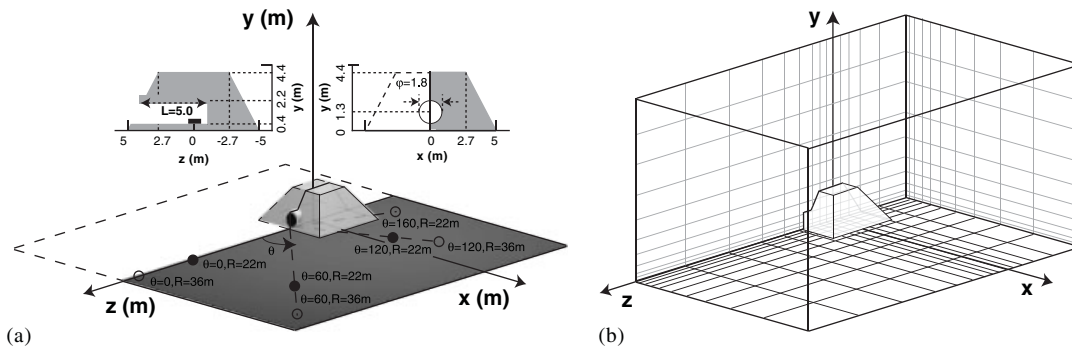 y (m)
4.4
2.2
0.4
y (m)
L=5.0
5 2.7 0 -2.7 -5
z (m)
4.4
1.3
0
y (m)
φ=1.8
0 2.7 5
x (m)
θ=160,R=22m
θ=120,R=22m
θ=120,R=36m
θ
θ=0,R=22m
θ=0,R=36m
θ=60,R=22m
θ=60,R=36m
z (m)
x (m)
(a)
y
z
x
(b)